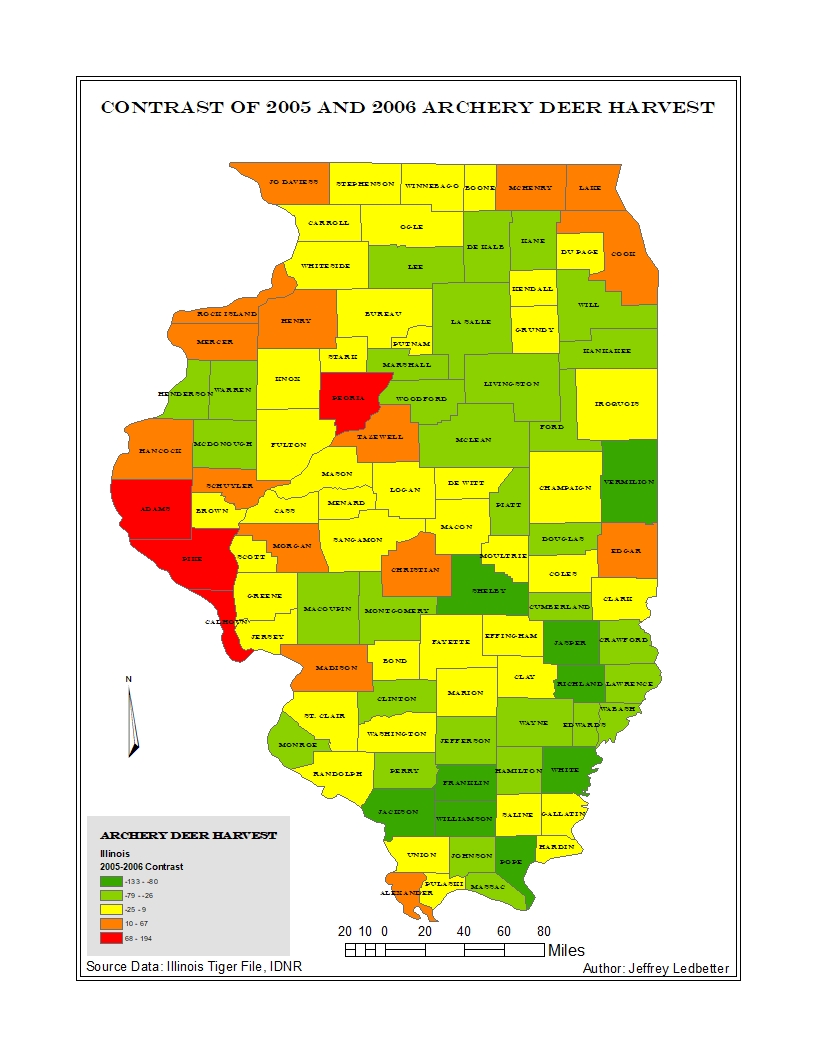 CONTRAST OF 2005 AND 2006 ARCHERY DEER HARVEST
JO DAVIESS STEPHENSON WINNEBAGO BOONE MCHENRY LAKE
CARROLL OGLE DE KALB KANE DU PAGE COOK
WHITESIDE LEE KENDALL WILL
ROCK ISLAND HENRY BUREAU LA SALLE GRUNDY
MERCER STARK PUTNAM KANKAKEE
HENDERSON WARREN KNOX PEORIA MARSHALL WOODFORD LIVINGSTON IROQUOIS
HANCOCK MCDONOUGH FULTON TAZEWELL MCLEAN FORD
SCHUYLER MASON LOGAN DE WITT PIATT CHAMPAIGN VERMILION
ADAMS BROWN CASS MENARD MACON
PIKE SCOTT MORGAN SANGAMON CHRISTIAN MOULTRIE DOUGLAS EDGAR
GREENE MACOUPIN MONTGOMERY SHELBY COLES CUMBERLAND CLARK
CALHOUN JERSEY FAYETTE EFFINGHAM JASPER CRAWFORD
MADISON BOND MARION CLAY RICHLAND LAWRENCE
ST. CLAIR CLINTON WAYNE EDWARDS WABASH
MONROE WASHINGTON JEFFERSON
RANDOLPH PERRY FRANKLIN HAMILTON WHITE
JACKSON WILLIAMSON SALINE GALLATIN
UNION JOHNSON POPE HARDIN
ALEXANDER PULASKI MASSAC
N
ARCHERY DEER HARVEST
Illinois
2005-2006 Contrast
-133 - -80
-79 - -26
-25 - 9
10 - 67
68 - 194
20 10 0 20 40 60 80
Miles
Source Data: Illinois Tiger File, IDNR
Author: Jeffrey Ledbetter